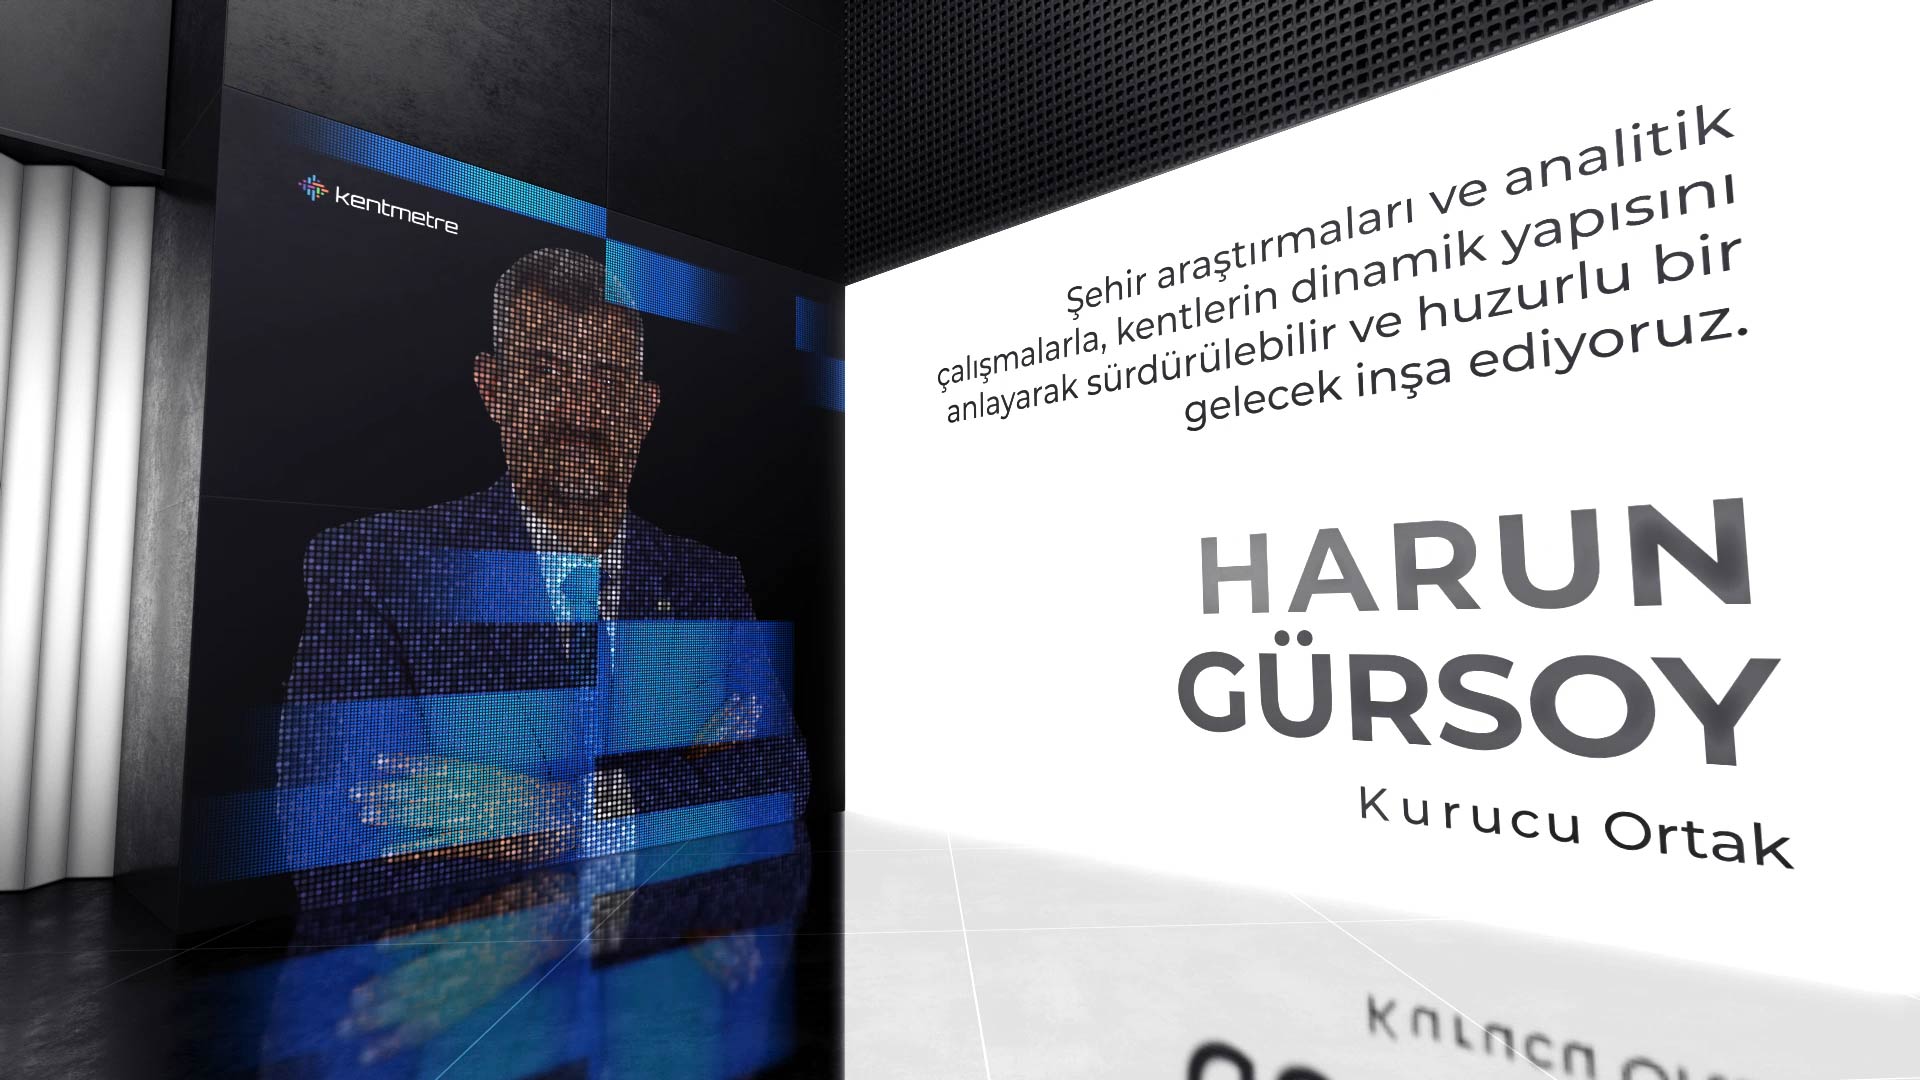 kentmetre
Şehir araştırmaları ve analitik
çalışmalarla, kentlerin dinamik yapısını
anlayarak sürdürülebilir ve huzurlu bir
gelecek inşa ediyoruz.
HARUN
GÜRSOY
Kurucu Ortak